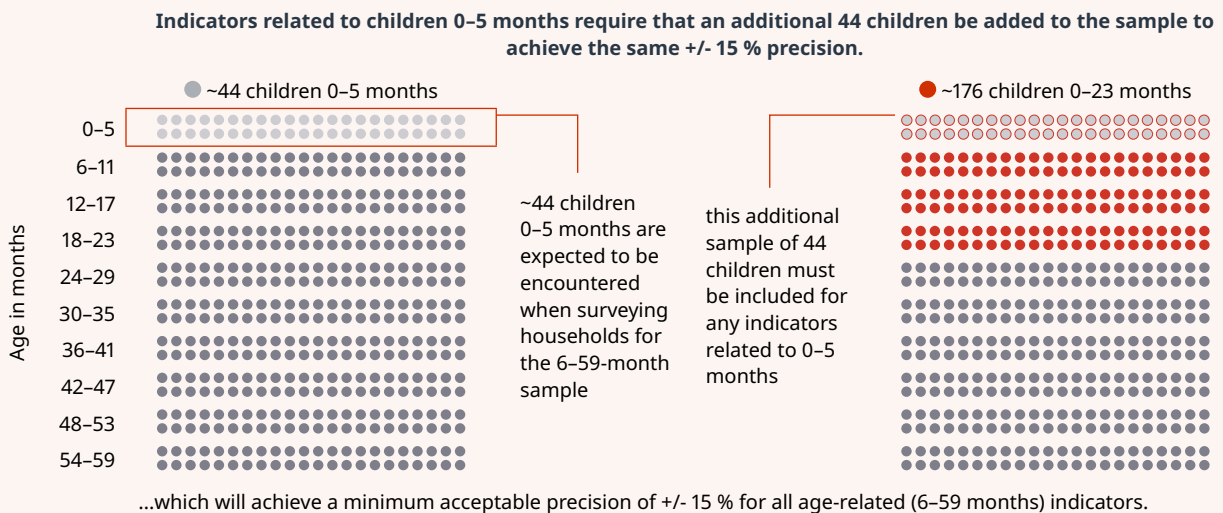 Indicators related to children 0–5 months require that an additional 44 children be added to the sample to
achieve the same +/- 15 % precision.
~44 children 0–5 months
~176 children 0–23 months
Age in months
0–5
6–11
12–17
18–23
24–29
30–35
36–41
42–47
48–53
54–59
~44 children
0–5 months are
expected to be
encountered
when surveying
households for
the 6–59-month
sample
this additional
sample of 44
children must
be included for
any indicators
related to 0–5
months
...which will achieve a minimum acceptable precision of +/- 15 % for all age-related (6–59 months) indicators.